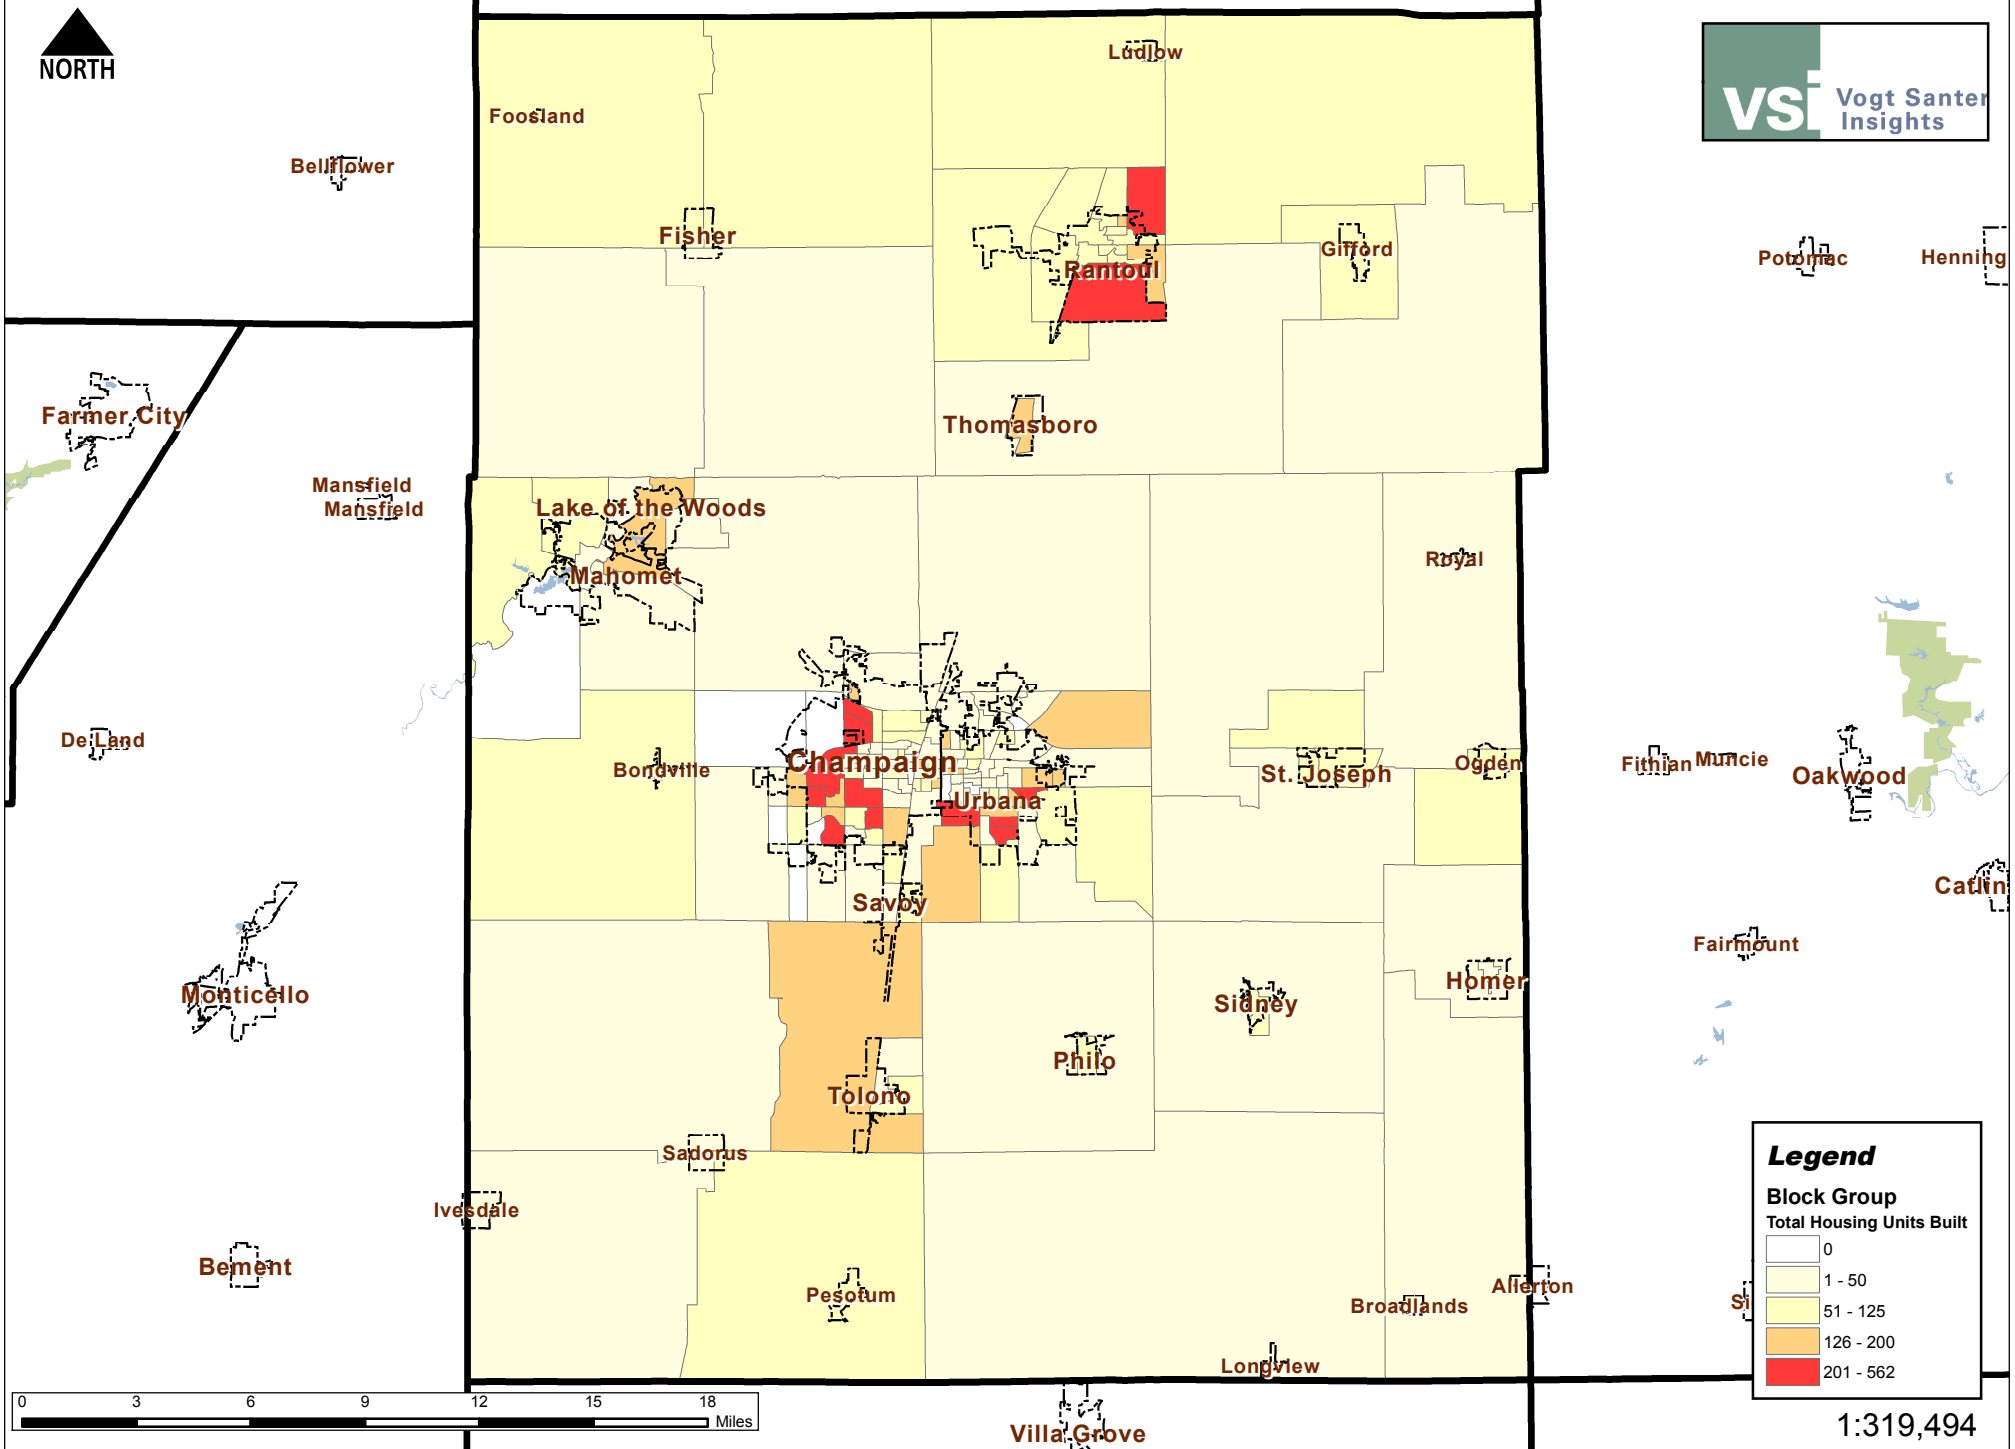 NORTH
vsi Vogt Santer
Insights
Ludlow
Foosland
Bellflower
Fisher
Gifford
Potomac
Henning
Rantoul
Farmer City
Thomasboro
Mansfield
Mansfield
Lake of the Woods
Royal
Mahomet
De Land
Bondville
Champaign
St. Joseph
Ogden
Fithian
Muncie
Oakwood
Urbana
Catlin
Savoy
Fairmount
Monticello
Homer
Sidney
Philo
Tolono
Sadorus
Ivesdale
Bement
Pesotum
Broadlands
Allerton
Si
Longview
Villa Grove
Legend
Block Group
Total Housing Units Built
0
1 - 50
51 - 125
126 - 200
201 - 562
0 3 6 9 12 15 18
Miles
1:319,494